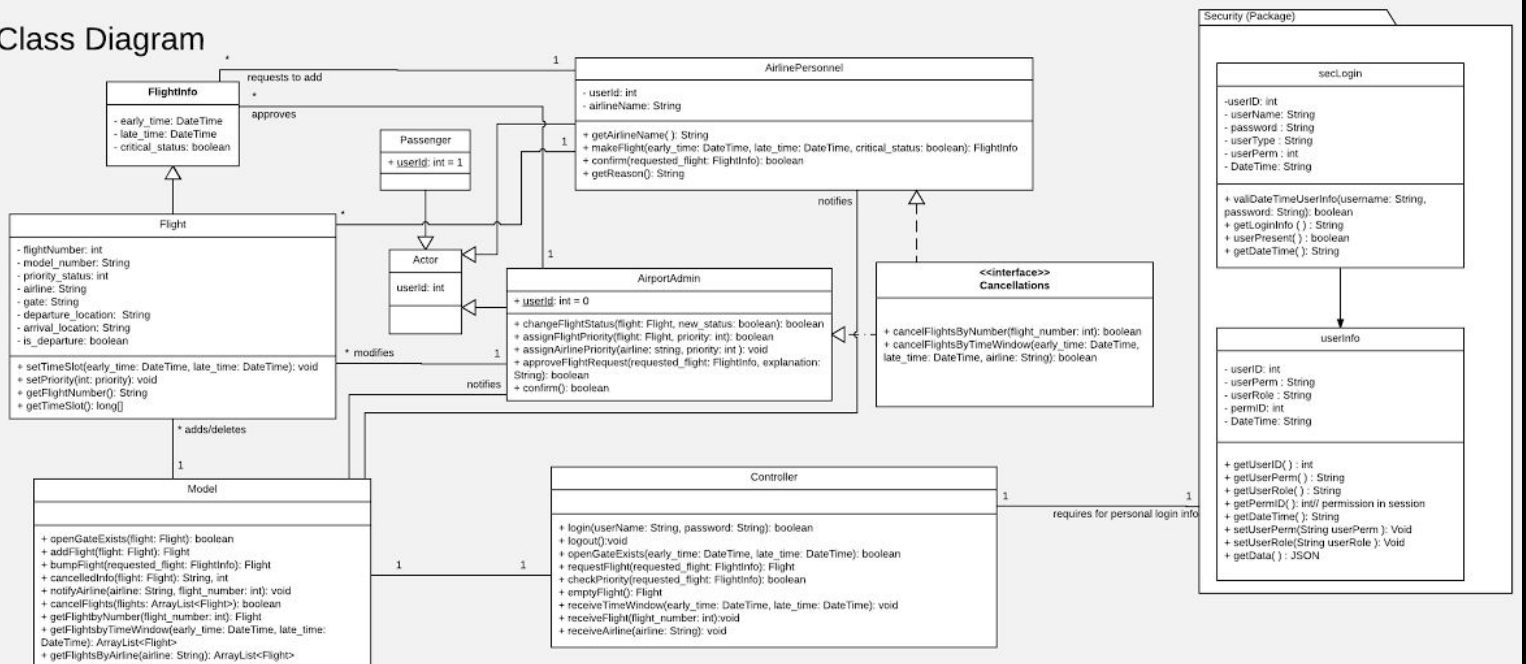 Class Diagram
* requests to add 1
FlightInfo
- early_time: DateTime
- late_time: DateTime
- critical_status: boolean
*
approves
1
Passenger
+ userId: int = 1
AirlinePersonnel
- userId: int
- airlineName: String
+ getAirlineName( ): String
+ makeFlight(early_time: DateTime, late_time: DateTime, critical_status: boolean): FlightInfo
+ confirm(requested_flight: FlightInfo): boolean
+ getReason(): String
1
*
notifies
Flight
- flightNumber: int
- model_number: String
- priority_status: int
- airline: String
- gate: String
- departure_location:  String
- arrival_location: String
- is_departure: boolean
+ setTimeSlot(early_time: DateTime, late_time: DateTime): void
+ setPriority(int: priority): void
+ getFlightNumber(): String
+ getTimeSlot(): long[]
Actor
userId: int
AirportAdmin
+ userId: int = 0
+ changeFlightStatus(flight: Flight, new_status: boolean): boolean
+ assignFlightPriority(flight: Flight, priority: int): boolean
+ assignAirlinePriority(airline: string, priority: int ): void
+ approveFlightRequest(requested_flight: FlightInfo, explanation:
String): boolean
+ confirm(): boolean
* modifies 1
notifies
<<interface>>
Cancellations
+ cancelFlightsByNumber(flight_number: int): boolean
+ cancelFlightsByTimeWindow(early_time: DateTime,
late_time: DateTime, airline: String): boolean
* adds/deletes
1
Model
+ openGateExists(flight: Flight): boolean
+ addFlight(flight: Flight): Flight
+ bumpFlight(requested_flight: FlightInfo): Flight
+ cancelledInfo(flight: Flight): String, int
+ notifyAirline(airline: String, flight_number: int): void
+ cancelFlights(flights: ArrayList<Flight>): boolean
+ getFlightbyNumber(flight_number: int): Flight
+ getFlightsbyTimeWindow(early_time: DateTime, late_time:
DateTime): ArrayList<Flight>
+ getFlightsByAirline(airline: String): ArrayList<Flight>
1 1
Controller
+ login(userName: String, password: String): boolean
+ logout():void
+ openGateExists(early_time: DateTime, late_time: DateTime): boolean
+ requestFlight(requested_flight: FlightInfo): Flight
+ checkPriority(requested_flight: FlightInfo): boolean
+ emptyFlight(): Flight
+ receiveTimeWindow(early_time: DateTime, late_time: DateTime): void
+ receiveFlight(flight_number: int):void
+ receiveAirline(airline: String): void
1 1
requires for personal login info
Security (Package)
secLogin
-userID: int
- userName: String
- password : String
- userType : String
- userPerm : int
- DateTime: String
+ valiDateTimeUserInfo(username: String,
password: String): boolean
+ getLoginInfo ( ) : String
+ userPresent( ) : boolean
+ getDateTime( ): String
userInfo
- userID: int
- userPerm : String
- userRole : String
- permID: int
- DateTime: String
+ getUserID( ) : int
+ getUserPerm( ) : String
+ getUserRole( ) : String
+ getPermID( ): int// permission in session
+ getDateTime( ): String
+ setUserPerm(String userPerm ): Void
+ setUserRole(String userRole ): Void
+ getData( ) : JSON